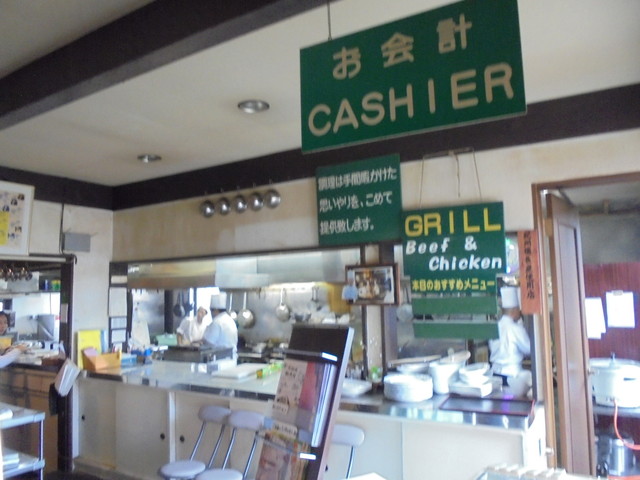 お会計
CASHIER
調理は手間暇がけた
思いやりを、こめて
提供致します。
GRILL
Beef &
Chicken
本日のおすすめメニュー